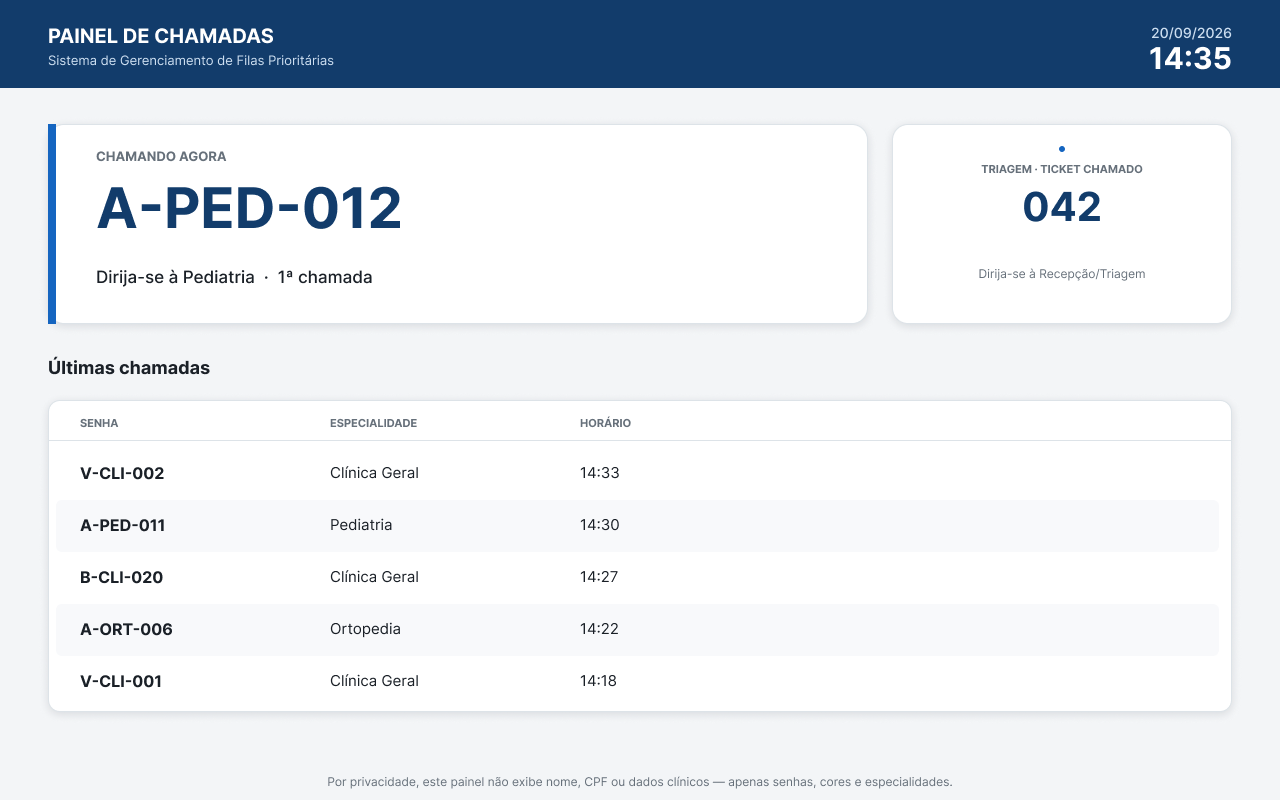 PAINEL DE CHAMADAS
Sistema de Gerenciamento de Filas Prioritárias
20/09/2026
14:35
CHAMANDO AGORA
A-PED-012
Dirija-se à Pediatria · 1ª chamada
TRIAGEM · TICKET CHAMADO
042
Dirija-se à Recepção/Triagem
Últimas chamadas
SENHA ESPECIALIDADE HORÁRIO
V-CLI-002 Clínica Geral 14:33
A-PED-011 Pediatria 14:30
B-CLI-020 Clínica Geral 14:27
A-ORT-006 Ortopedia 14:22
V-CLI-001 Clínica Geral 14:18
Por privacidade, este painel não exibe nome, CPF ou dados clínicos — apenas senhas, cores e especialidades.